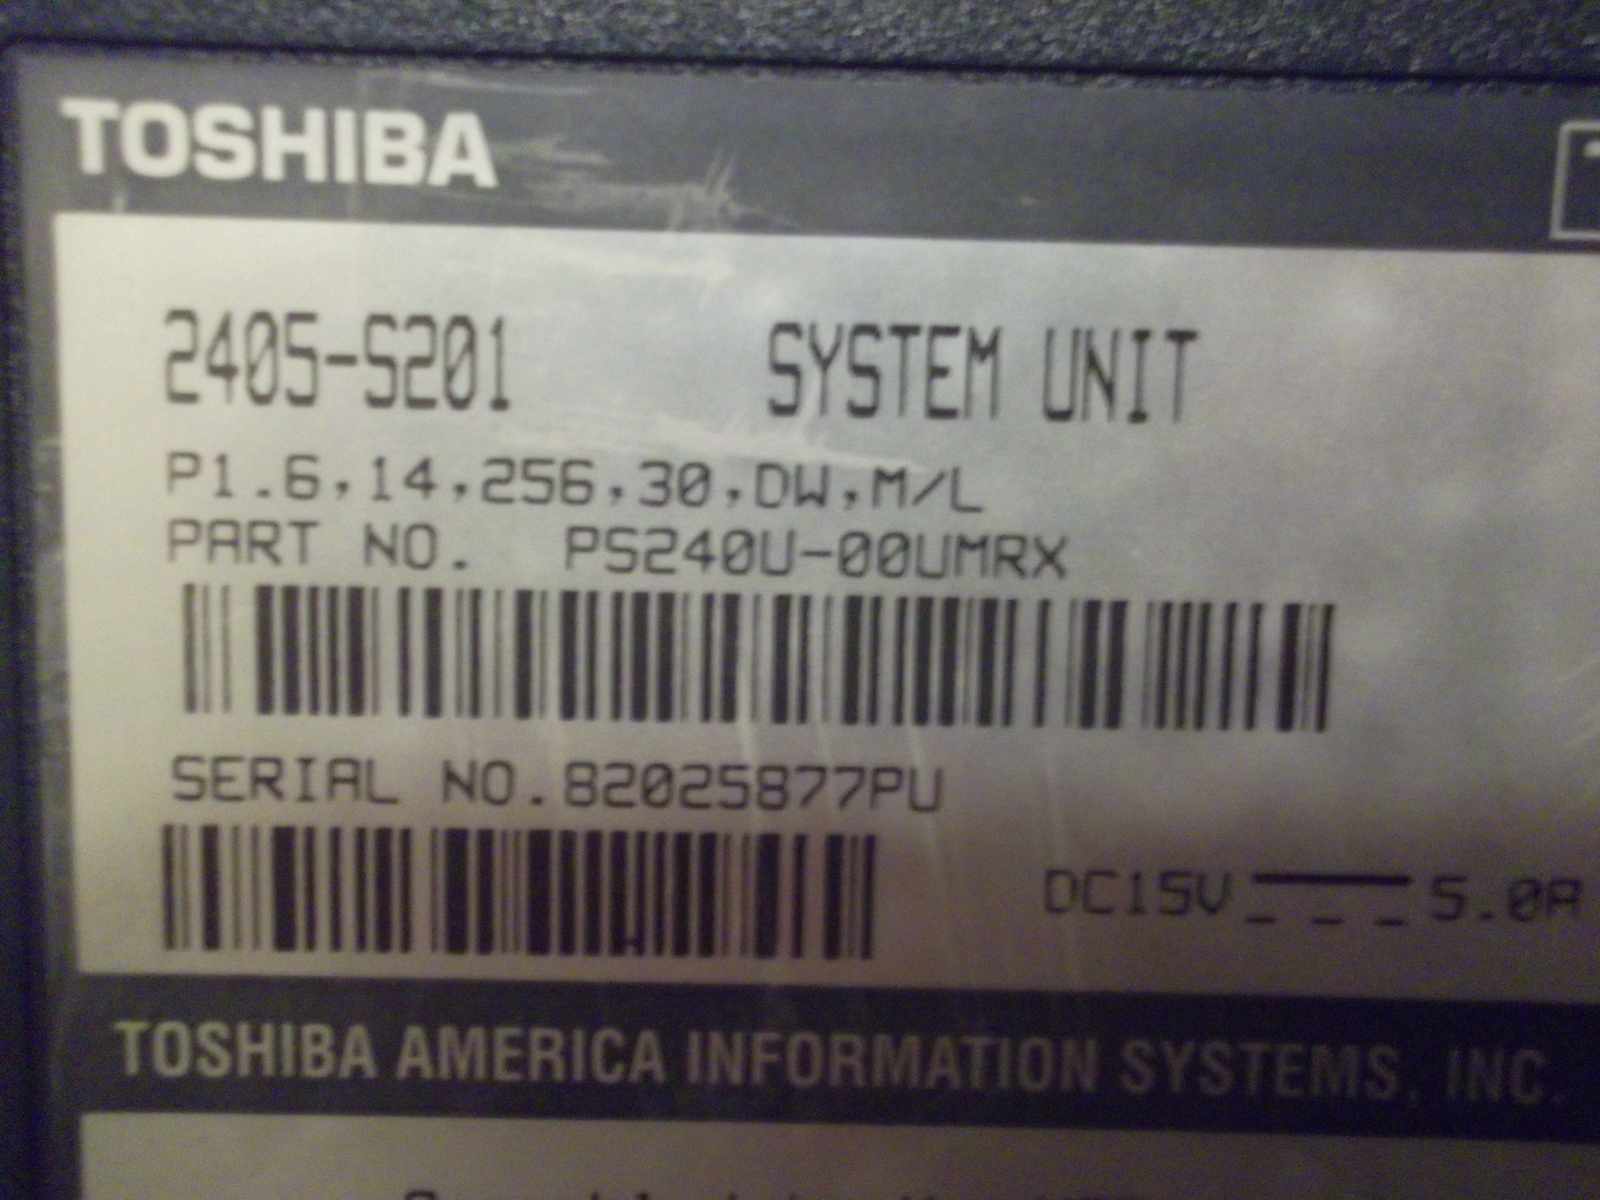 TOSHIBA
2405-S201 SYSTEM UNIT
P1.6,14,256,30,DW,M/L
PART NO. PS240U-00UMRX
SERIAL NO.82025877PU
DC15V 5.0A
TOSHIBA AMERICA INFORMATION SYSTEMS, INC.